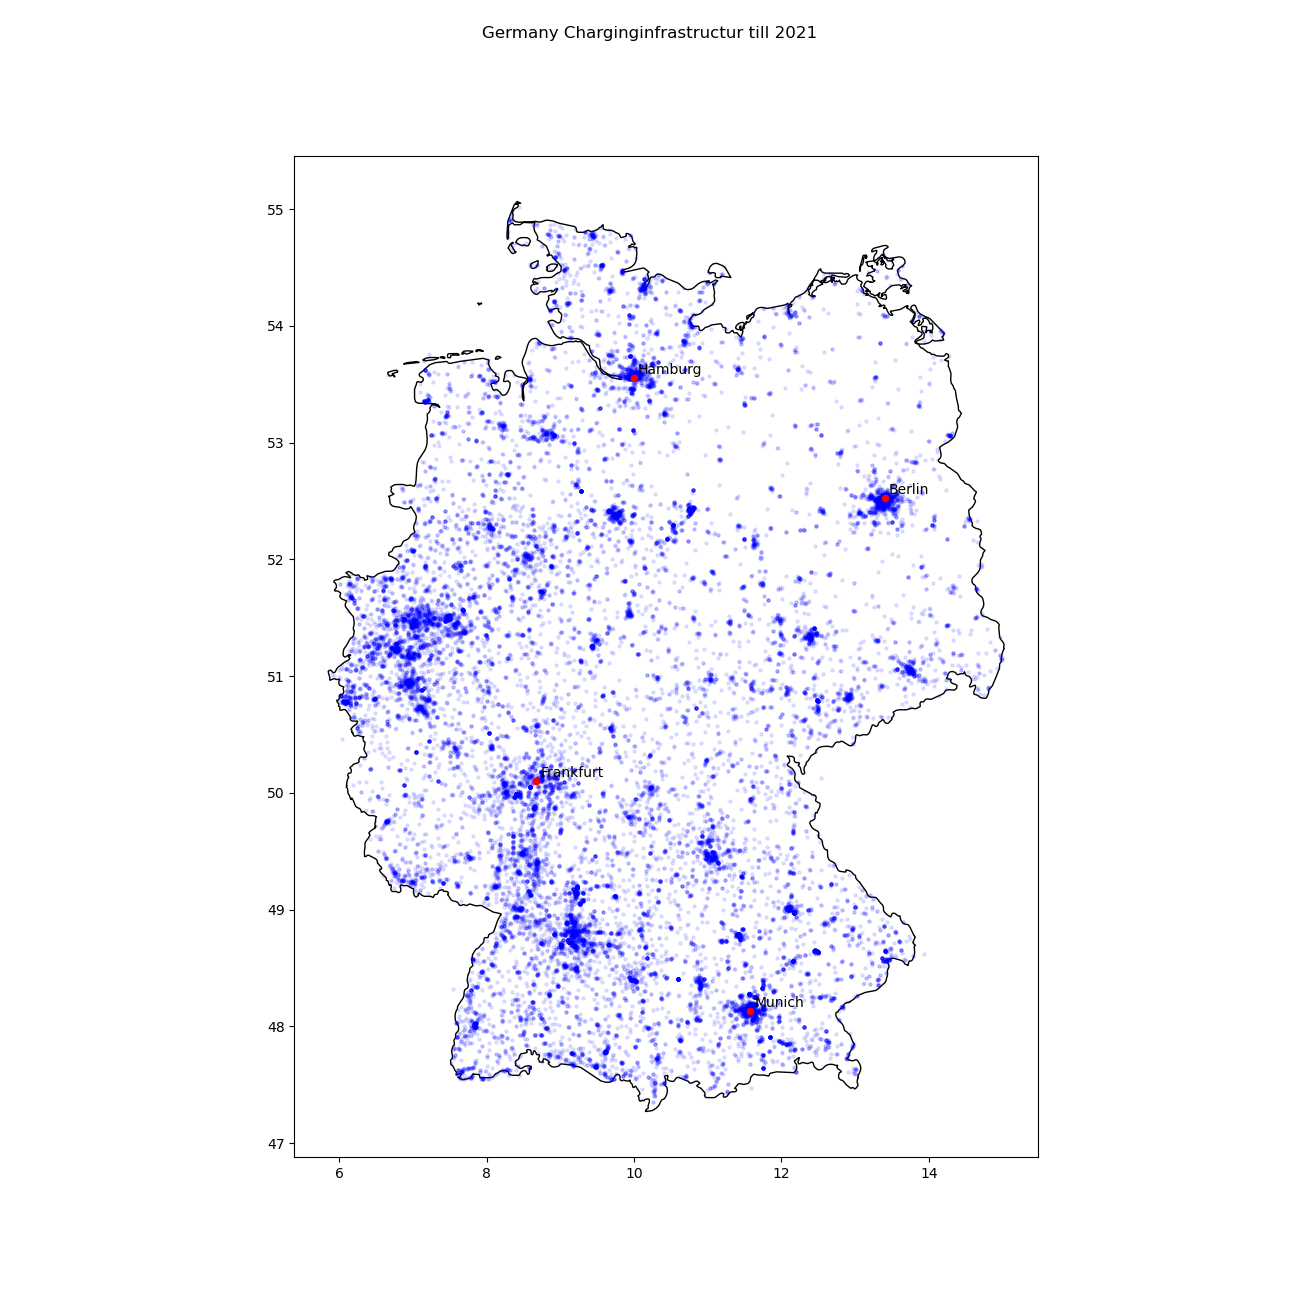 Germany Charginginfrastructur till 2021
55
54
Hamburg
53
Berlin
52
51
Frankfurt
50
49
48
Munich
47
6 8 10 12 14